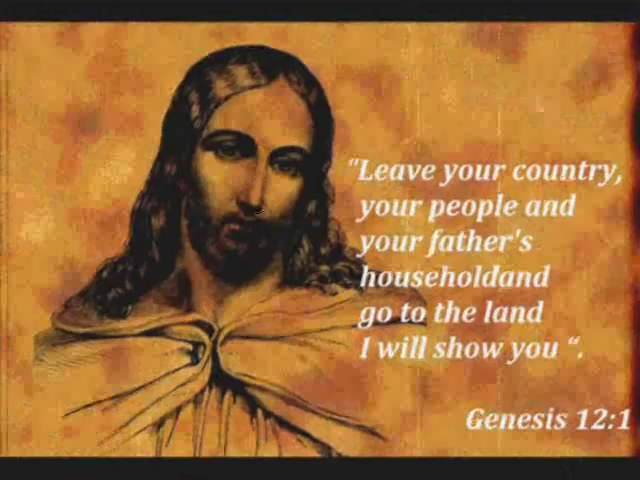 “Leave your country,
your people and
your father's
householdand
go to the land
I will show you “.
Genesis 12:1